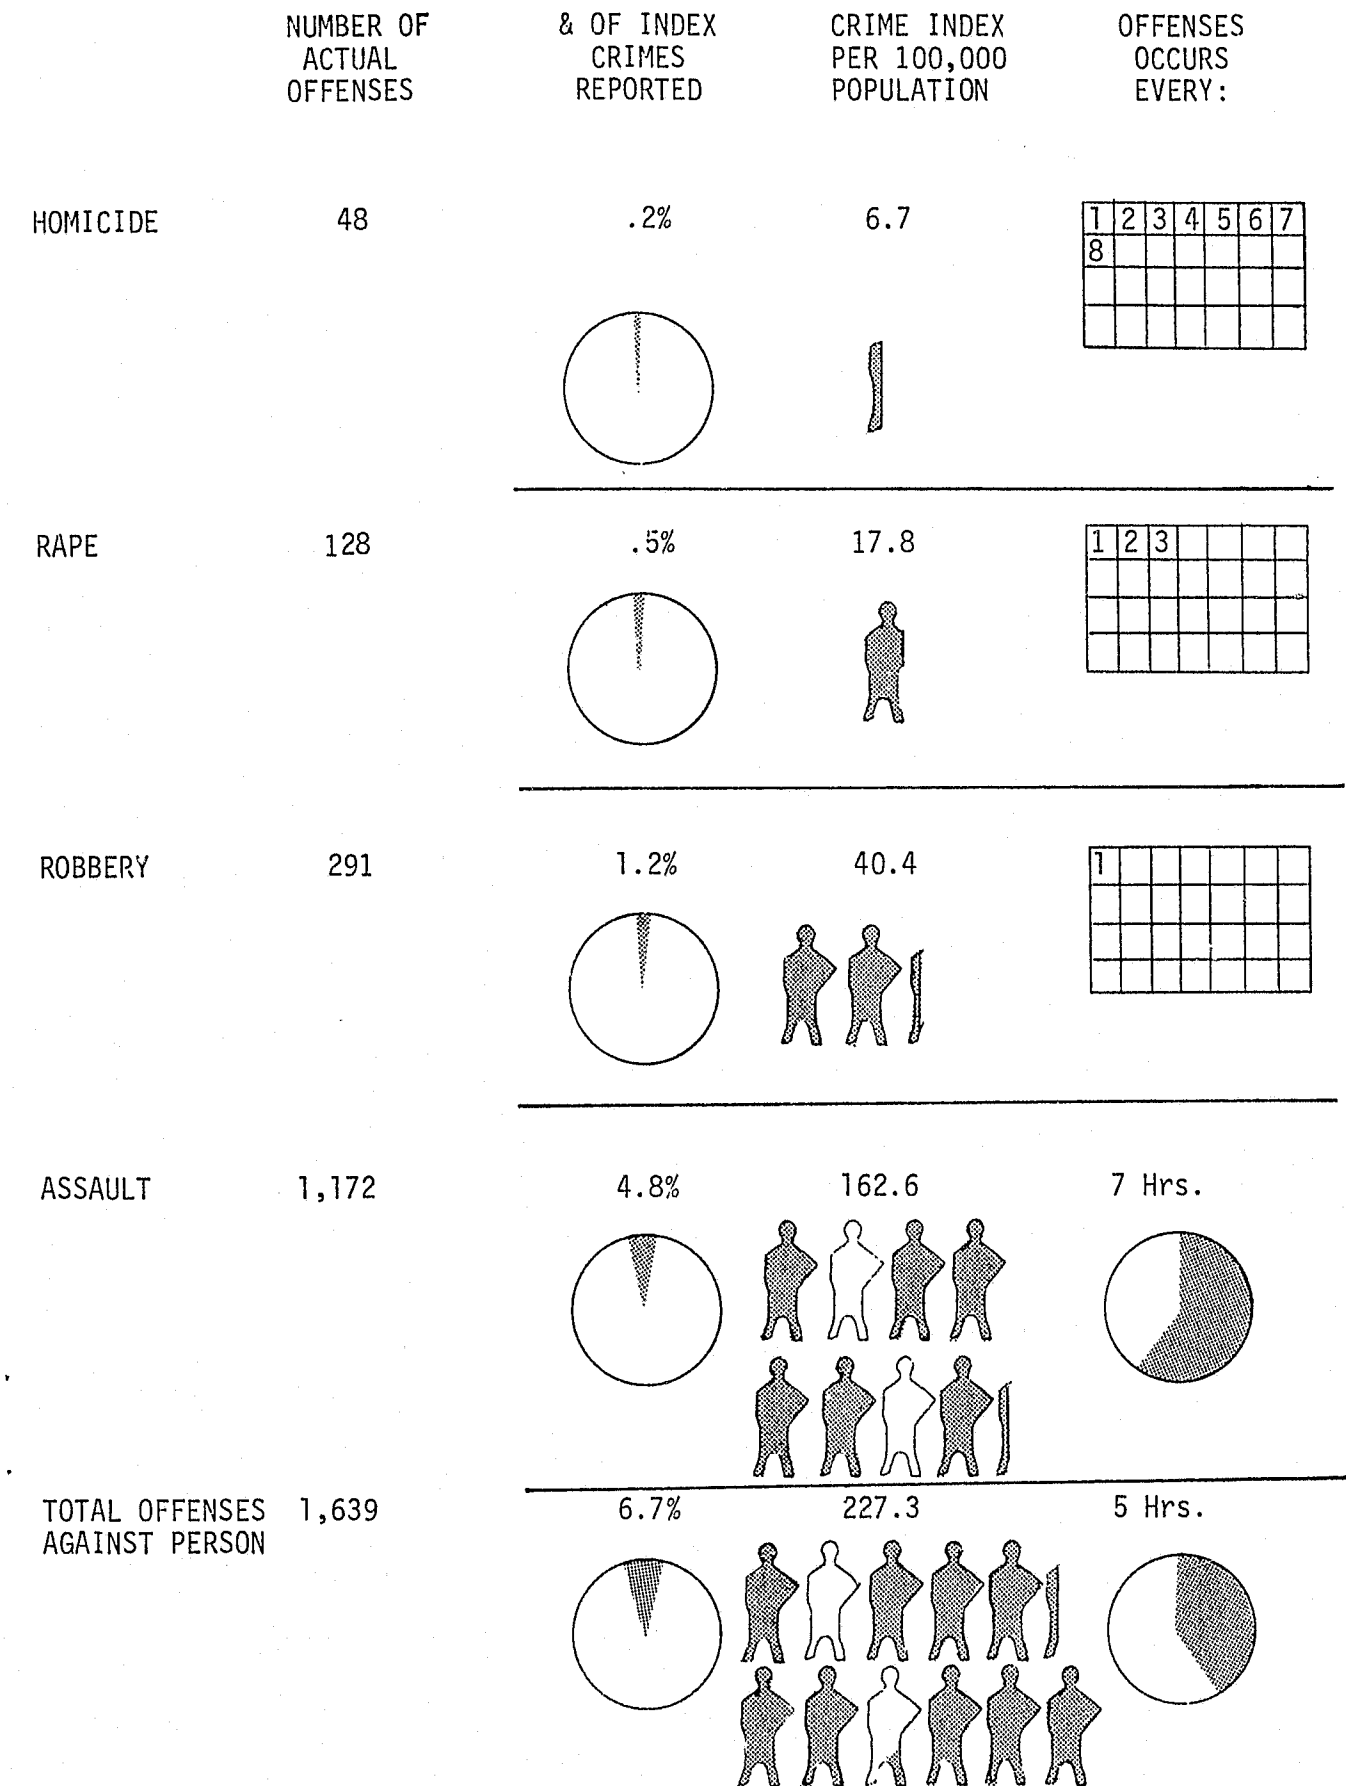 NUMBER OF ACTUAL OFFENSES
& OF INDEX CRIMES REPORTED
CRIME INDEX PER 100,000 POPULATION
OFFENSES OCCURS EVERY:
HOMICIDE 48 .2% 6.7
1 2 3 4 5 6 7
8
RAPE 128 .5% 17.8
1 2 3
ROBBERY 291 1.2% 40.4
1
ASSAULT 1,172 4.8% 162.6 7 Hrs.
TOTAL OFFENSES 1,639 6.7% 227.3 5 Hrs.
AGAINST PERSON